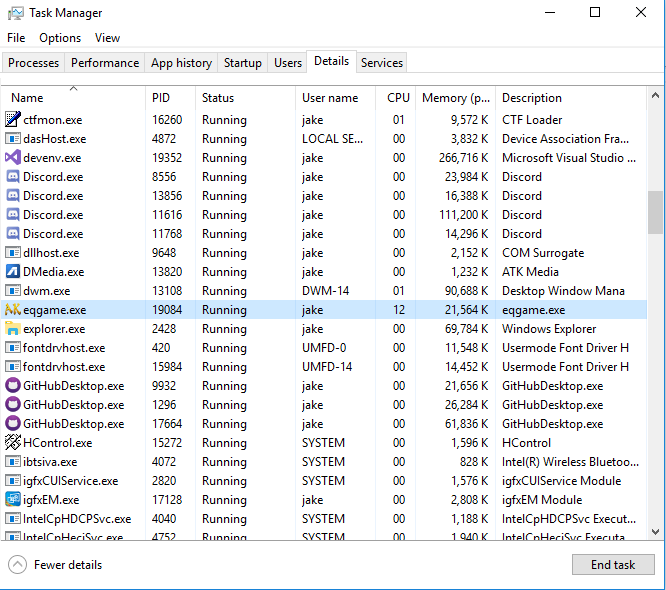 Task Manager
File Options View
Processes Performance App history Startup Users Details Services
Name PID Status User name CPU Memory (p... Description
ctfmon.exe 16260 Running jake 01 9,572 K CTF Loader
dasHost.exe 4872 Running LOCAL SE... 00 3,832 K Device Association Fra...
devenv.exe 19352 Running jake 00 266,716 K Microsoft Visual Studio ...
Discord.exe 8556 Running jake 00 23,984 K Discord
Discord.exe 13856 Running jake 00 16,388 K Discord
Discord.exe 11616 Running jake 00 111,200 K Discord
Discord.exe 11768 Running jake 00 14,296 K Discord
dllhost.exe 9648 Running jake 00 2,152 K COM Surrogate
DMedia.exe 13820 Running jake 00 1,232 K ATK Media
dwm.exe 13108 Running DWM-14 01 90,688 K Desktop Window Mana
eqgame.exe 19084 Running jake 12 21,564 K eqgame.exe
explorer.exe 2428 Running jake 00 69,784 K Windows Explorer
fontdrvhost.exe 420 Running UMFD-0 00 11,548 K Usermode Font Driver H
fontdrvhost.exe 15984 Running UMFD-14 00 14,452 K Usermode Font Driver H
GitHubDesktop.exe 9932 Running jake 00 21,656 K GitHubDesktop.exe
GitHubDesktop.exe 1296 Running jake 00 26,284 K GitHubDesktop.exe
GitHubDesktop.exe 17664 Running jake 00 61,836 K GitHubDesktop.exe
HControl.exe 15272 Running SYSTEM 00 1,596 K HControl
ibtsiva.exe 4072 Running SYSTEM 00 828 K Intel(R) Wireless Bluetoo...
igfxCUIService.exe 2820 Running SYSTEM 00 1,576 K igfxCUIService Module
igfxEM.exe 17128 Running jake 00 2,808 K igfxEM Module
IntelCpHDCPSvc.exe 4040 Running SYSTEM 00 1,188 K IntelCpHDCPSvc Execut...
IntelCpHeciSvc.exe 4752 Running SYSTEM 00 1,940 K IntelCpHeciSvc Executa...
Fewer details End task